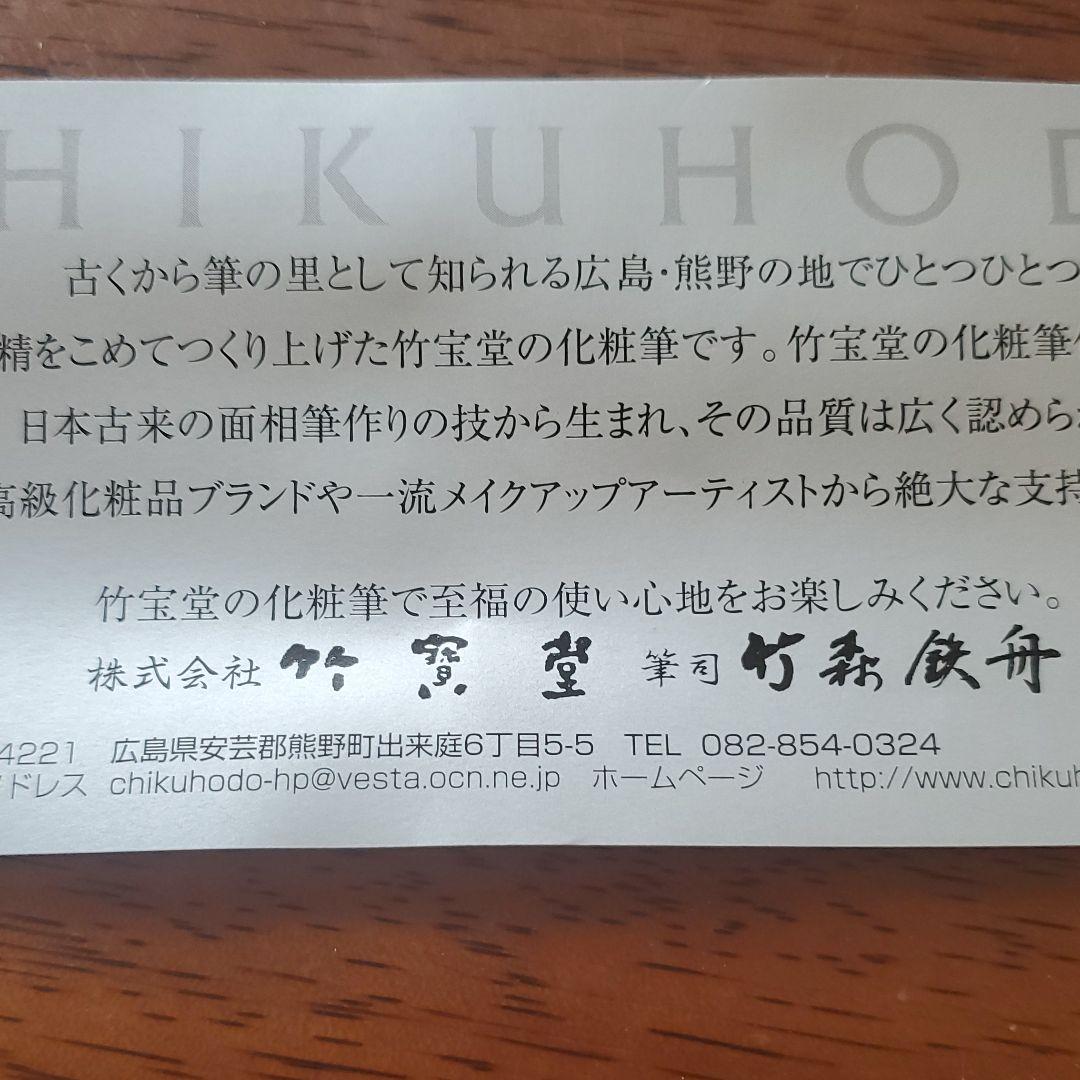 HIKUHOD
古くから筆の里として知られる広島・熊野の地でひとつひとつ
精をこめてつくり上げた竹宝堂の化粧筆です。竹宝堂の化粧筆
日本古来の面相筆作りの技から生まれ、その品質は広く認めら
高級化粧品ブランドや一流メイクアップアーティストから絶大な支持
竹宝堂の化粧筆で至福の使い心地をお楽しみください。
株式会社 竹寶堂 筆司 竹森鉄舟
4221 広島県安芸郡熊野町出来庭6丁目5-5 TEL 082-854-0324
ドレス chikuhodo-hp@vesta.ocn.ne.jp ホームページ http://www.chikuh